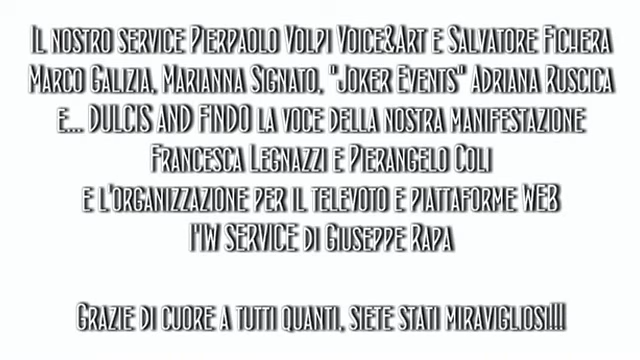 Il nostro service Pierpaolo Volpi Voice&Art e Salvatore Fichera
Marco Galizia, Marianna Signato, "Joker Events" Adriana Ruscica
e... DULCIS AND FINDO la voce della nostra manifestazione
Francesca Legnazzi e Pierangelo Coli
e l'organizzazione per il televoto e piattaforme WEB
l'IW SERVICE di Giuseppe Rapa
Grazie di cuore a tutti quanti, siete stati miravigliosi!!!